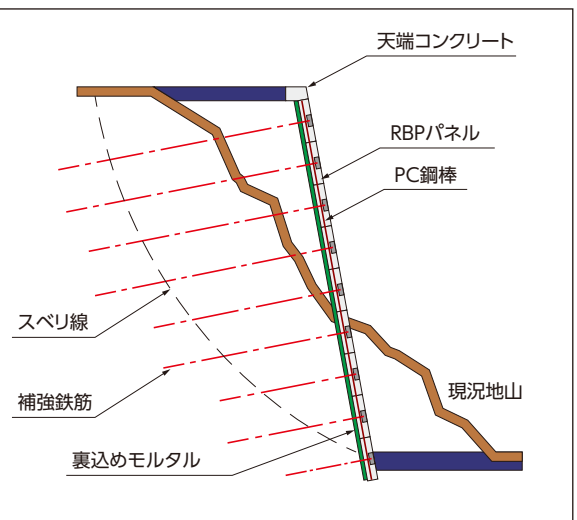 天端コンクリート
RBPパネル
PC鋼棒
スベリ線
現況地山
補強鉄筋
裏込めモルタル